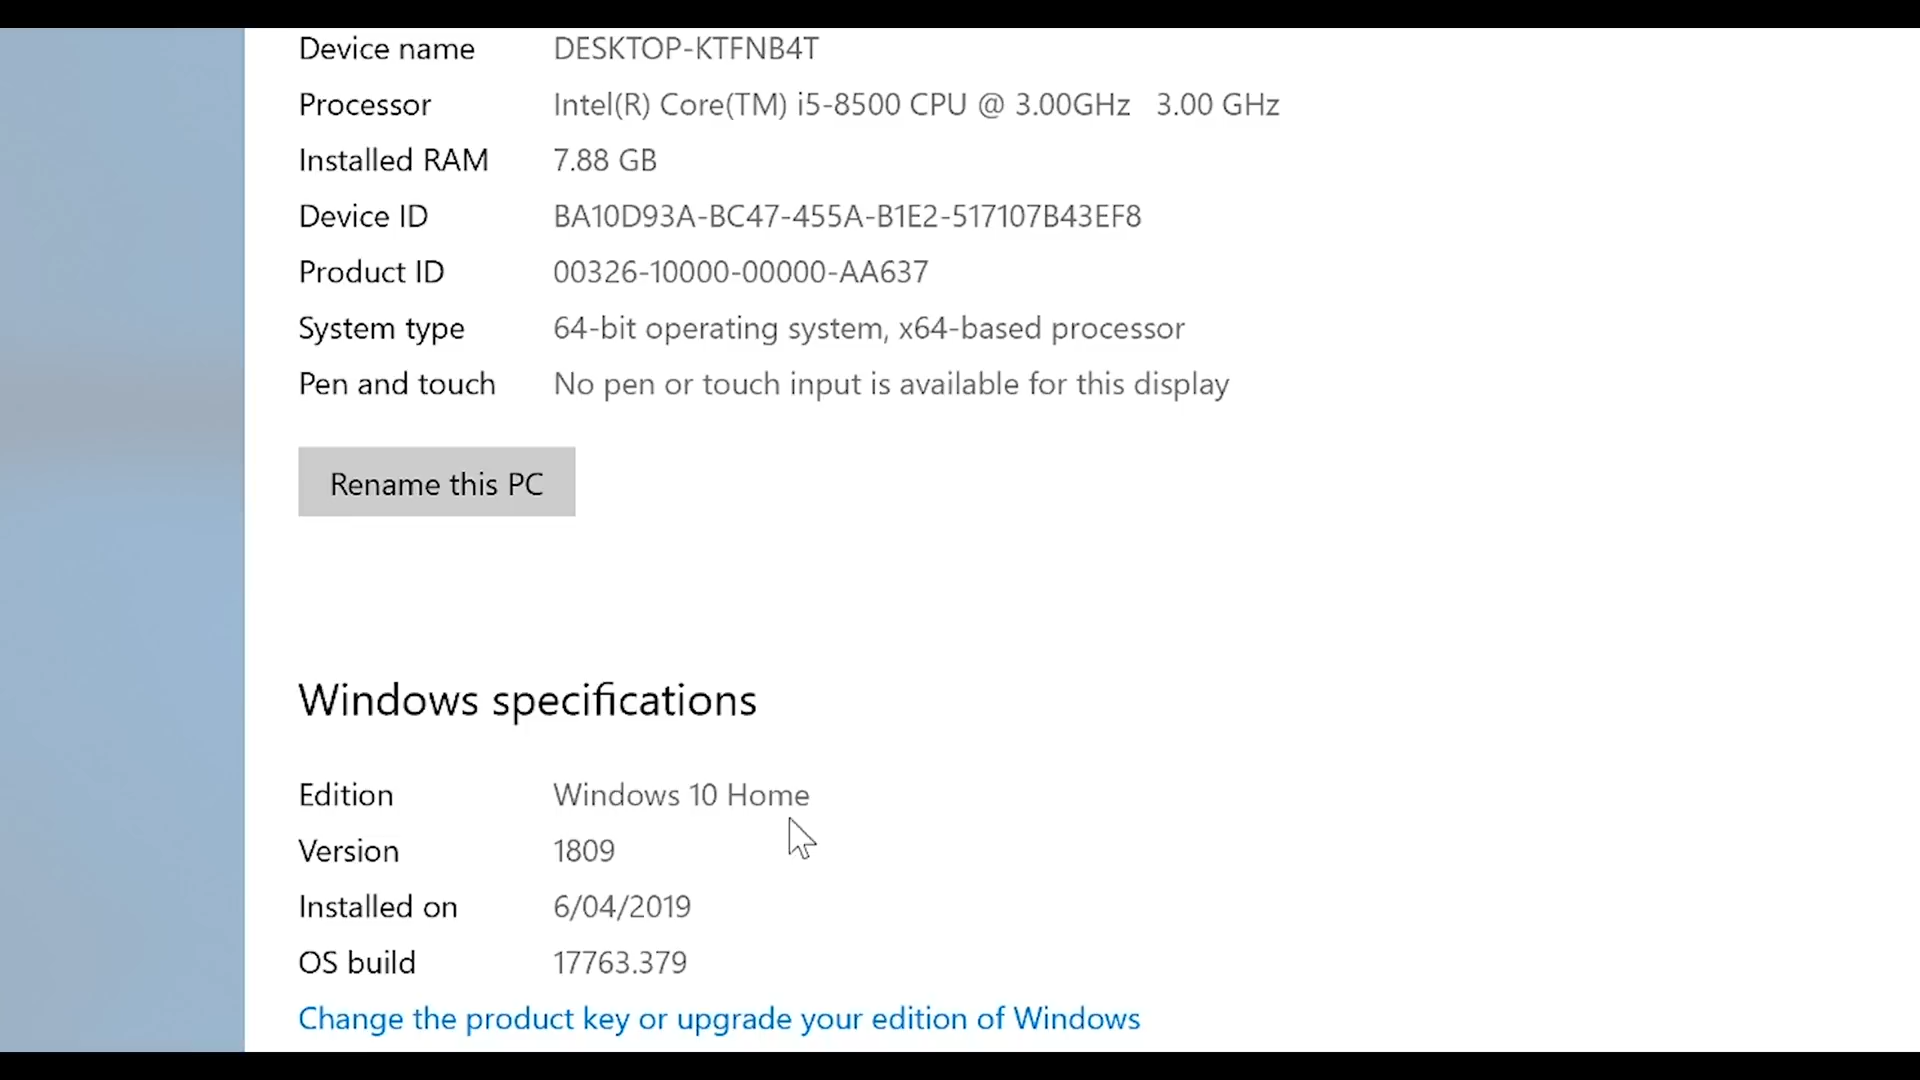 Device name DESKTOP-KTFNB4T
Processor Intel(R) Core(TM) i5-8500 CPU @ 3.00GHz 3.00 GHz
Installed RAM 7.88 GB
Device ID BA10D93A-BC47-455A-B1E2-517107B43EF8
Product ID 00326-10000-00000-AA637
System type 64-bit operating system, x64-based processor
Pen and touch No pen or touch input is available for this display
Rename this PC
Windows specifications
Edition Windows 10 Home
Version 1809
Installed on 6/04/2019
OS build 17763.379
Change the product key or upgrade your edition of Windows